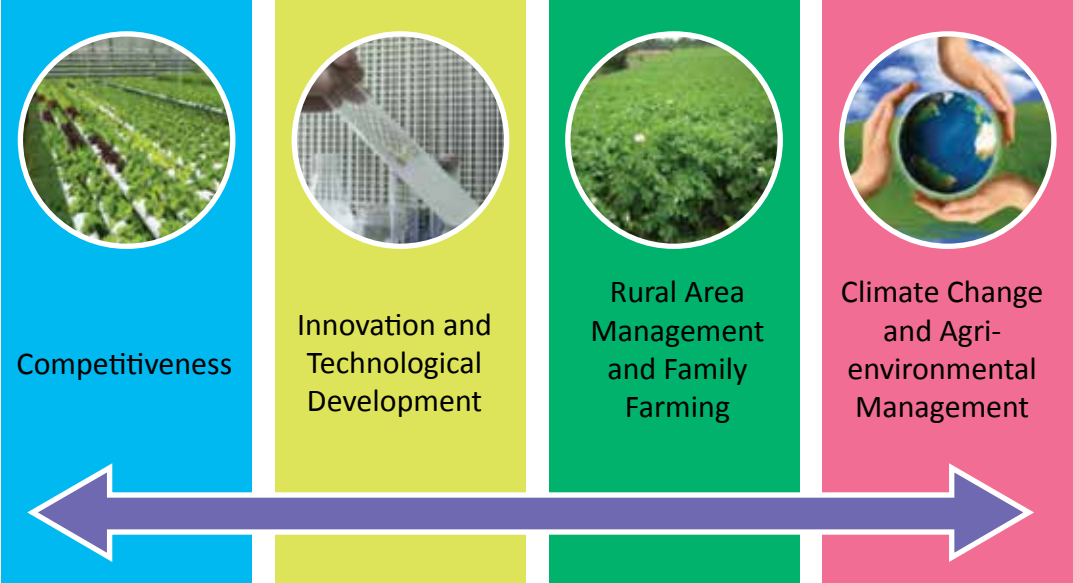 Competitiveness
Innovation and
Technological
Development
Rural Area
Management
and Family
Farming
Climate Change
and Agri-
environmental
Management